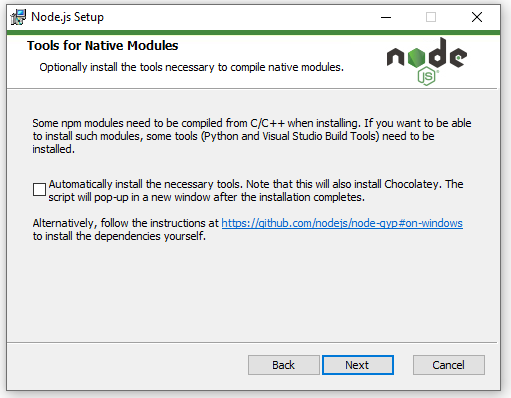 Node.js Setup
Tools for Native Modules
Optionally install the tools necessary to compile native modules.
node
JS
Some npm modules need to be compiled from C/C++ when installing. If you want to be able
to install such modules, some tools (Python and Visual Studio Build Tools) need to be
installed.
Automatically install the necessary tools. Note that this will also install Chocolatey. The
script will pop-up in a new window after the installation completes.
Alternatively, follow the instructions at https://github.com/nodejs/node-gyp#on-windows
to install the dependencies yourself.
Back
Next
Cancel